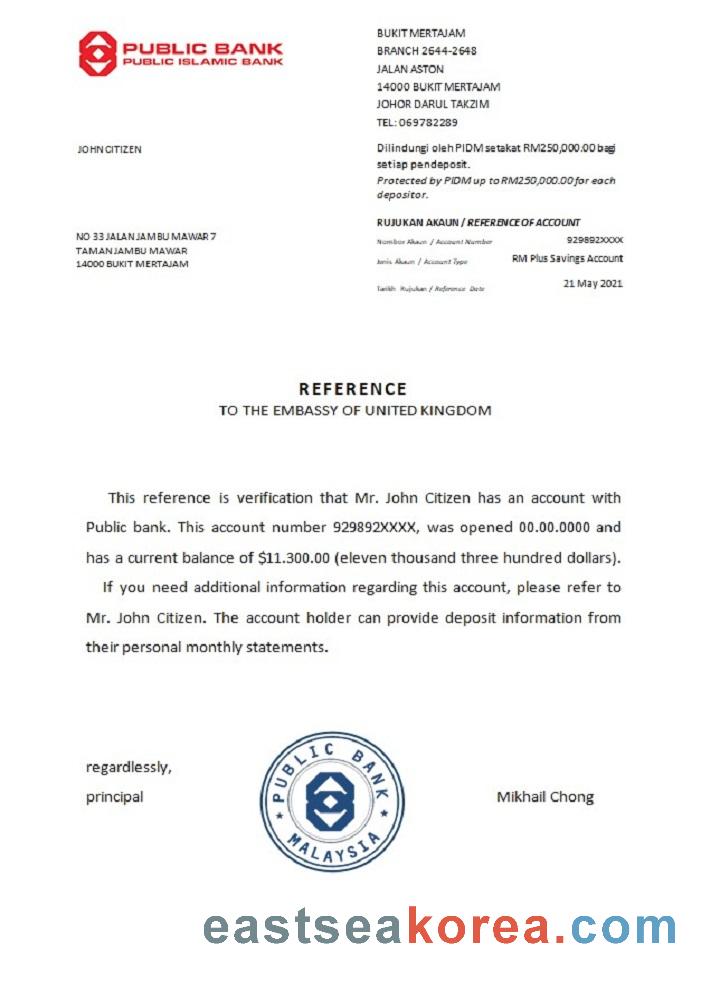 PUBLIC BANK
PUBLIC ISLAMIC BANK
BUKIT MERTAJAM
BRANCH 2644-2648
JALAN ASTON
14000 BUKIT MERTAJAM
JOHOR DARUL TAKZIM
TEL: 069782289
JOHN CITIZEN
Dilindungi oleh PIDM setakat RM250,000.00 bagi
setiap pendeposit.
Protected by PIDM up to RM250,000.00 for each
depositor.
NO 33 JALAN JAMBU MAWAR 7
TAMAN JAMBU MAWAR
14000 BUKIT MERTAJAM
RUJUKAN AKAUN / REFERENCE OF ACCOUNT
Nombor Akaun / Account Number 929892XXXX
Jenis Akaun / Account Type RM Plus Savings Account
Tarikh Rujukan / Reference Date 21 May 2021
REFERENCE
TO THE EMBASSY OF UNITED KINGDOM
This reference is verification that Mr. John Citizen has an account with
Public bank. This account number 929892XXXX, was opened 00.00.0000 and
has a current balance of $11.300.00 (eleven thousand three hundred dollars).
If you need additional information regarding this account, please refer to
Mr. John Citizen. The account holder can provide deposit information from
their personal monthly statements.
regardlessly,
principal
PUBLIC BANK
MALAYSIA
Mikhail Chong
eastseakorea.com